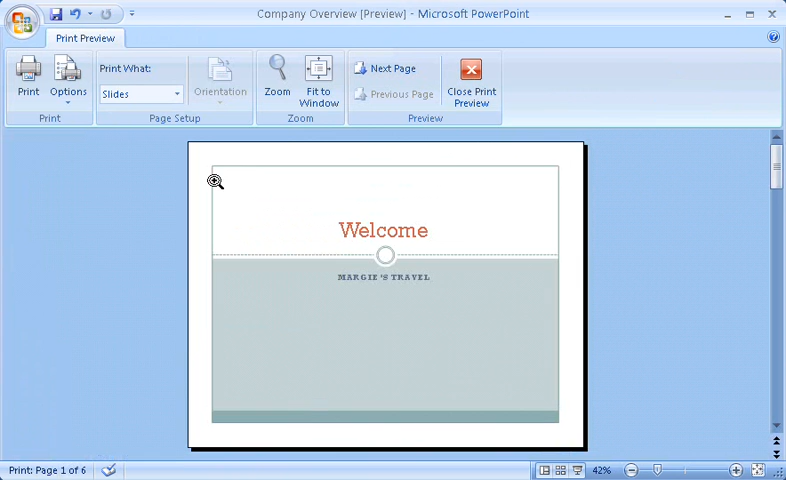 Company Overview [Preview] - Microsoft PowerPoint
Print Preview
Print
Options
Print What:
Slides
Orientation
Zoom
Fit to
Window
Next Page
Previous Page
Close Print
Preview
Print
Page Setup
Zoom
Preview
Welcome
MARGIE'S TRAVEL
Print: Page 1 of 6
42%